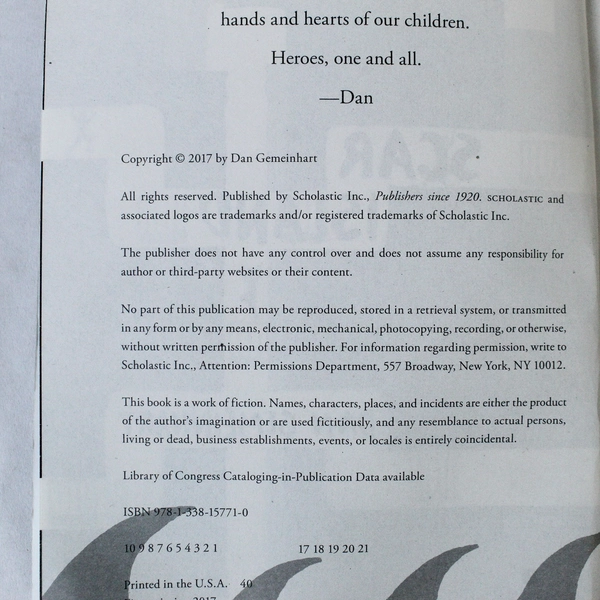 hands and hearts of our children.
Heroes, one and all.
—Dan
Copyright © 2017 by Dan Gemeinhart
All rights reserved. Published by Scholastic Inc., Publishers since 1920. SCHOLASTIC and
associated logos are trademarks and/or registered trademarks of Scholastic Inc.
The publisher does not have any control over and does not assume any responsibility for
author or third-party websites or their content.
No part of this publication may be reproduced, stored in a retrieval system, or transmitted
in any form or by any means, electronic, mechanical, photocopying, recording, or otherwise,
without written permission of the publisher. For information regarding permission, write to
Scholastic Inc., Attention: Permissions Department, 557 Broadway, New York, NY 10012.
This book is a work of fiction. Names, characters, places, and incidents are either the product
of the author's imagination or are used fictitiously, and any resemblance to actual persons,
living or dead, business establishments, events, or locales is entirely coincidental.
Library of Congress Cataloging-in-Publication Data available
ISBN 978-1-338-15771-0
10 9 8 7 6 5 4 3 2 1 17 18 19 20 21
Printed in the U.S.A. 40